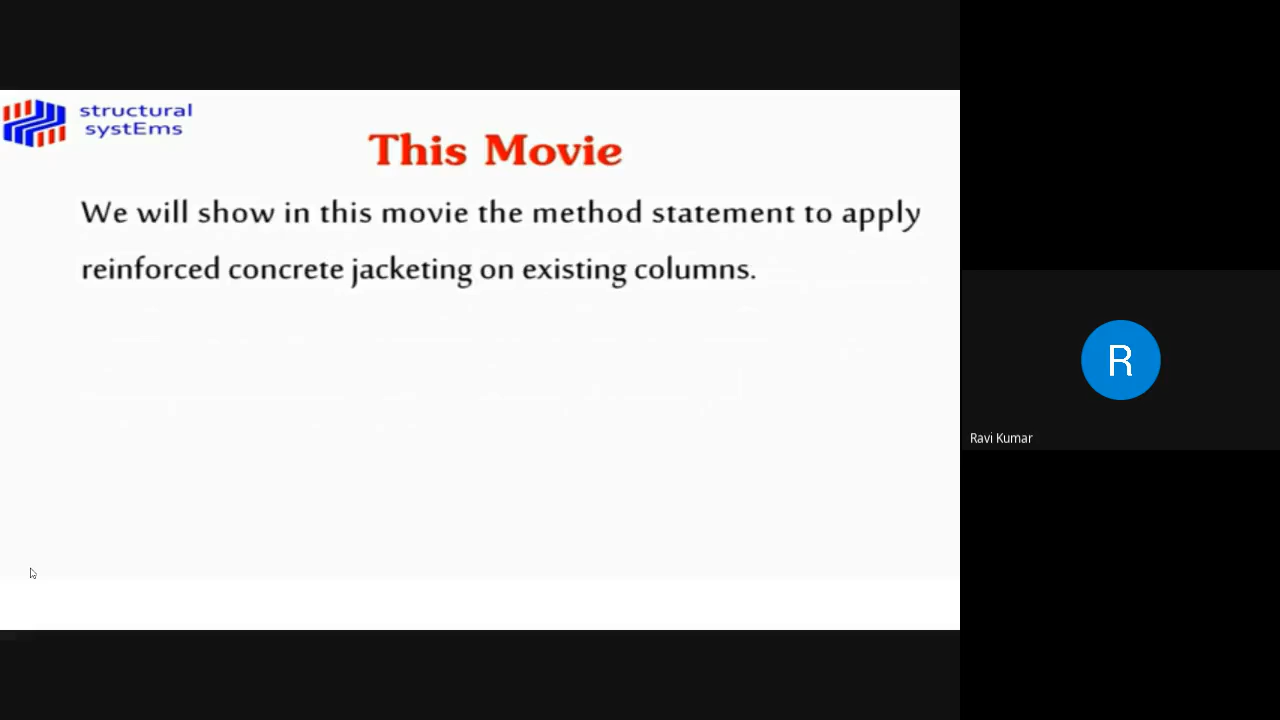 structural
systEms
This Movie
We will show in this movie the method statement to apply
reinforced concrete jacketing on existing columns.
R
Ravi Kumar